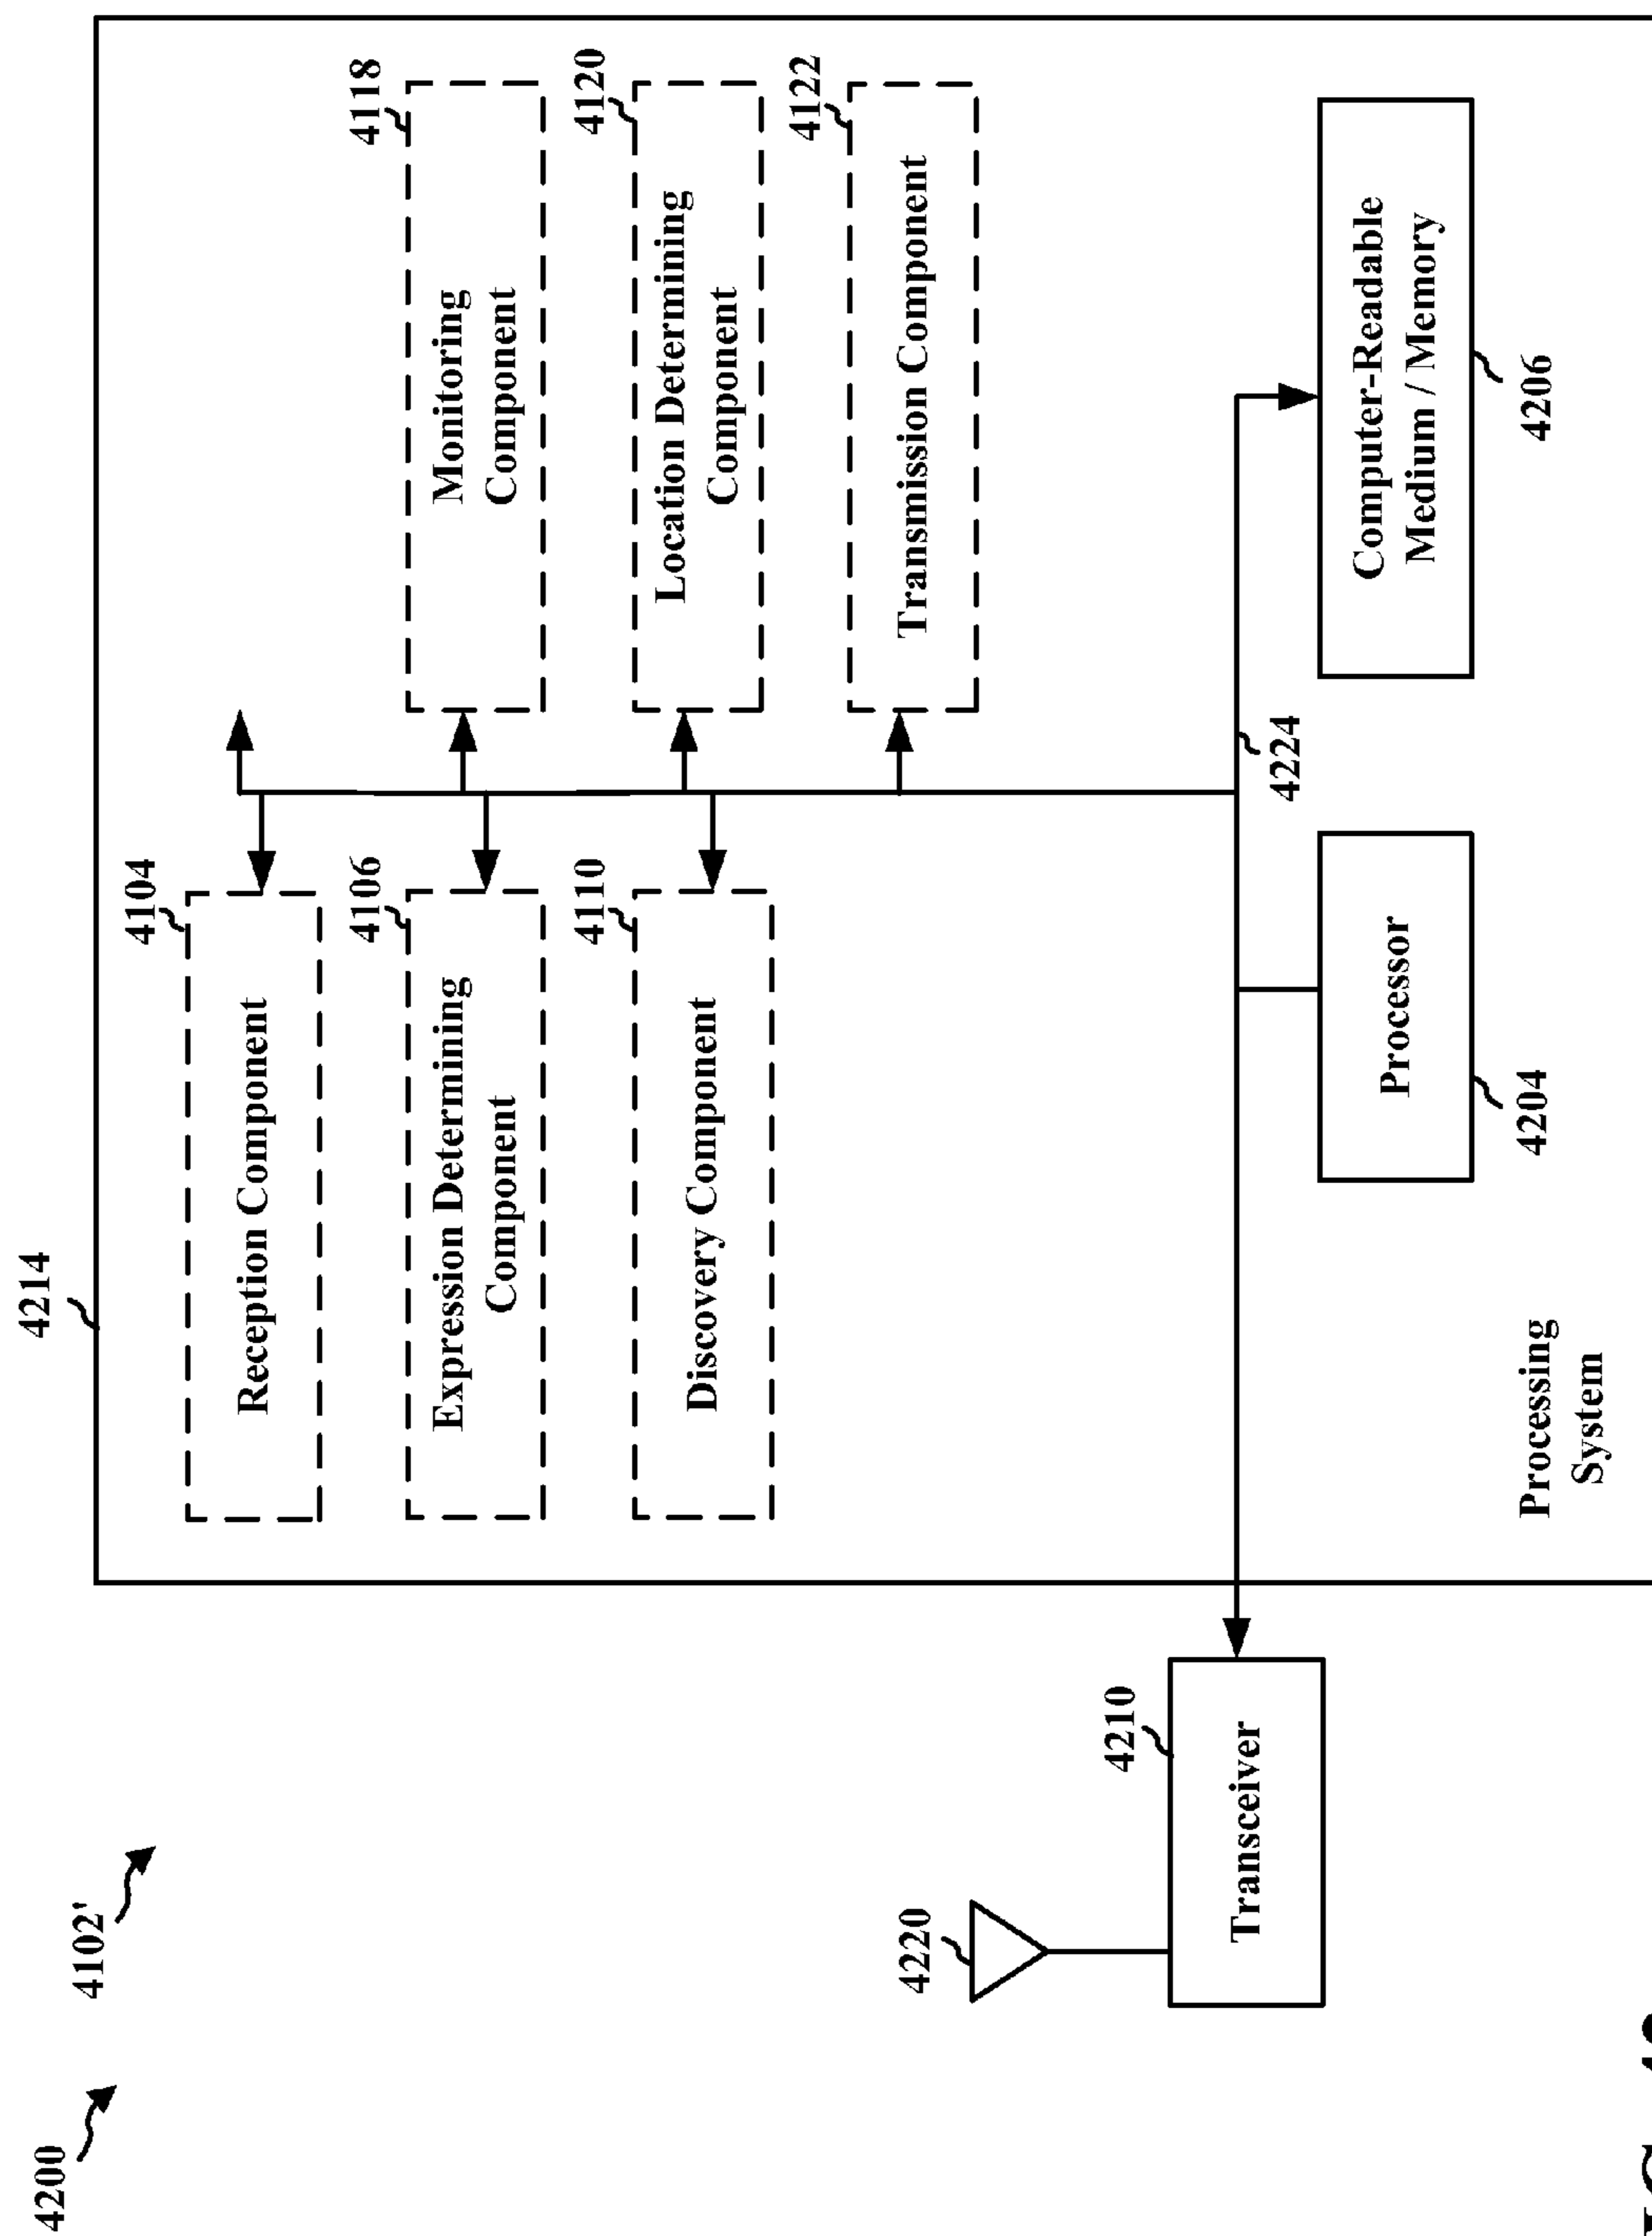 4200
4102'
4214
4104
Reception Component
4106
Expression Determining
Component
4110
Discovery Component
4118
Monitoring
Component
4120
Location Determining
Component
4122
Transmission Component
4220
4210
Transceiver
4224
Processor
4204
Computer-Readable
Medium / Memory
4206
Processing
System